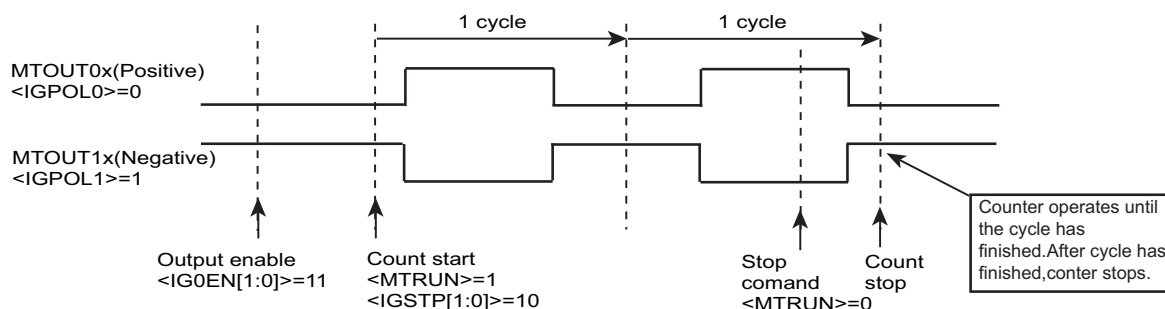 1 cycle
1 cycle
MTOUT0x(Positive)
<IGPOL0>=0
MTOUT1x(Negative)
<IGPOL1>=1
Output enable
<IG0EN[1:0]>=11
Count start
<MTRUN>=1
<IGSTP[1:0]>=10
Stop
comand
<MTRUN>=0
Count
stop
Counter operates until
the cycle has
finished.After cycle has
finished,conter stops.